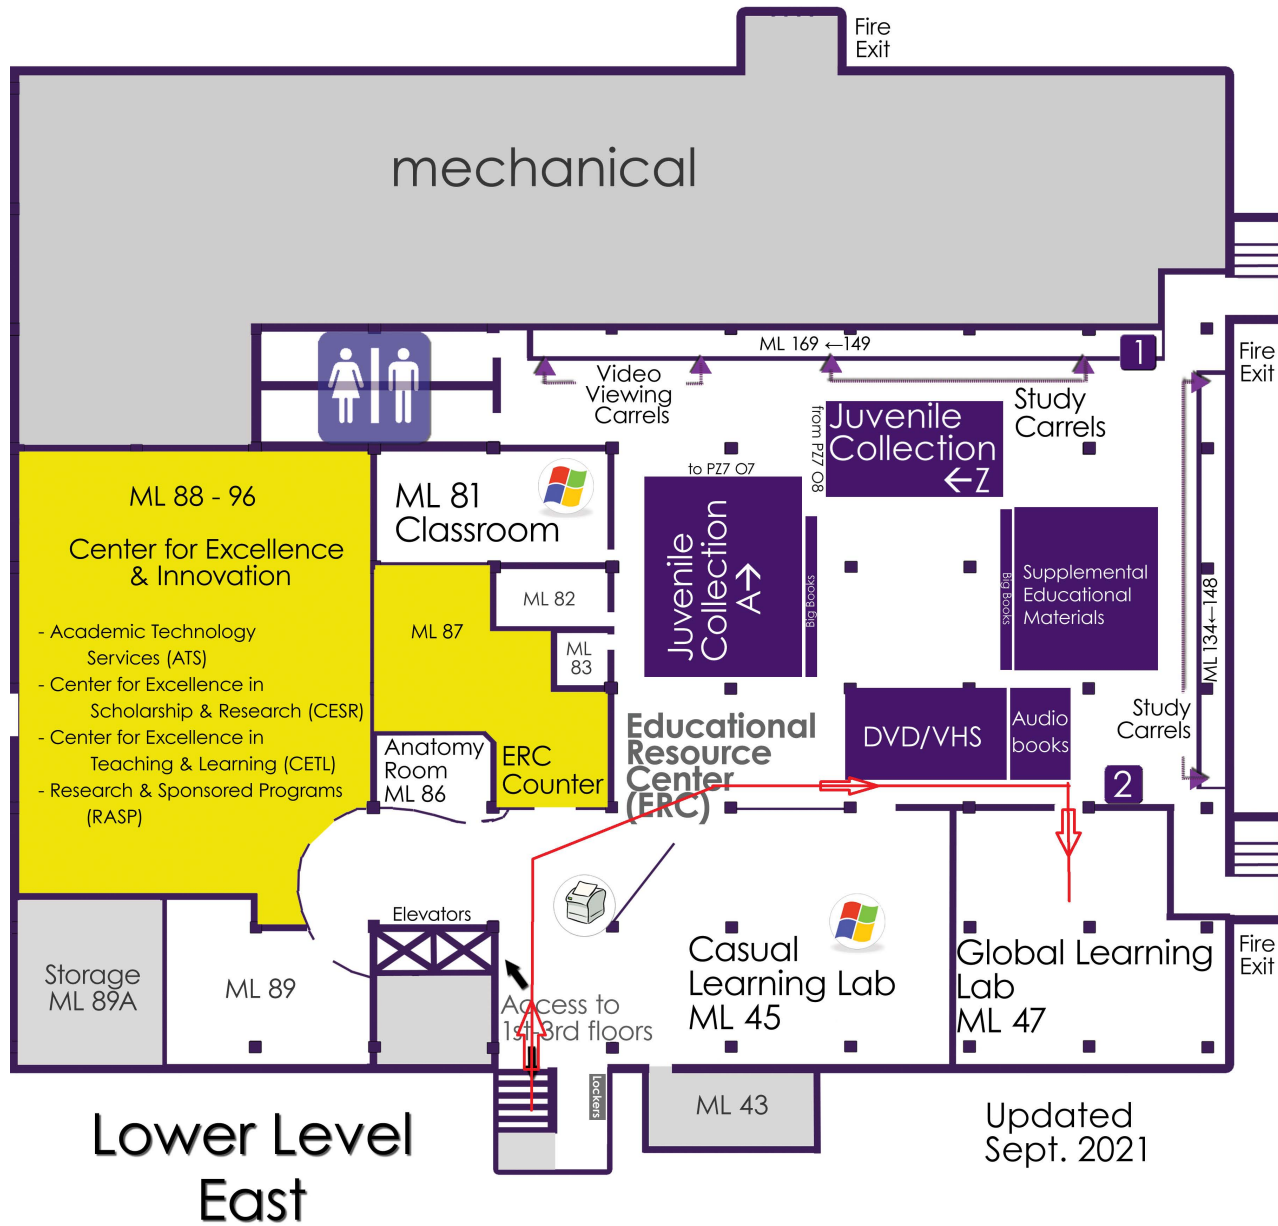 Fire
Exit
mechanical
ML 169 ←149
1
Fire
Exit
Video
Viewing
Carrels
Study
Carrels
from PZ7 O8
Juvenile
Collection
←Z
to PZ7 O7
ML 88 - 96
Center for Excellence
& Innovation
- Academic Technology
Services (ATS)
- Center for Excellence in
Scholarship & Research (CESR)
- Center for Excellence in
Teaching & Learning (CETL)
- Research & Sponsored Programs
(RASP)
ML 81
Classroom
ML 82
ML 87
ML
83
Juvenile
Collection
A→
Big Books
Big Books
Supplemental
Educational
Materials
ML 134←148
Study
Carrels
Anatomy
Room
ML 86
ERC
Counter
Educational
Resource
Center
(ERC)
DVD/VHS
Audio
books
2
Elevators
Storage
ML 89A
ML 89
Access to
1st-3rd floors
Casual
Learning Lab
ML 45
Global Learning
Lab
ML 47
Fire
Exit
Lockers
ML 43
Lower Level
East
Updated
Sept. 2021